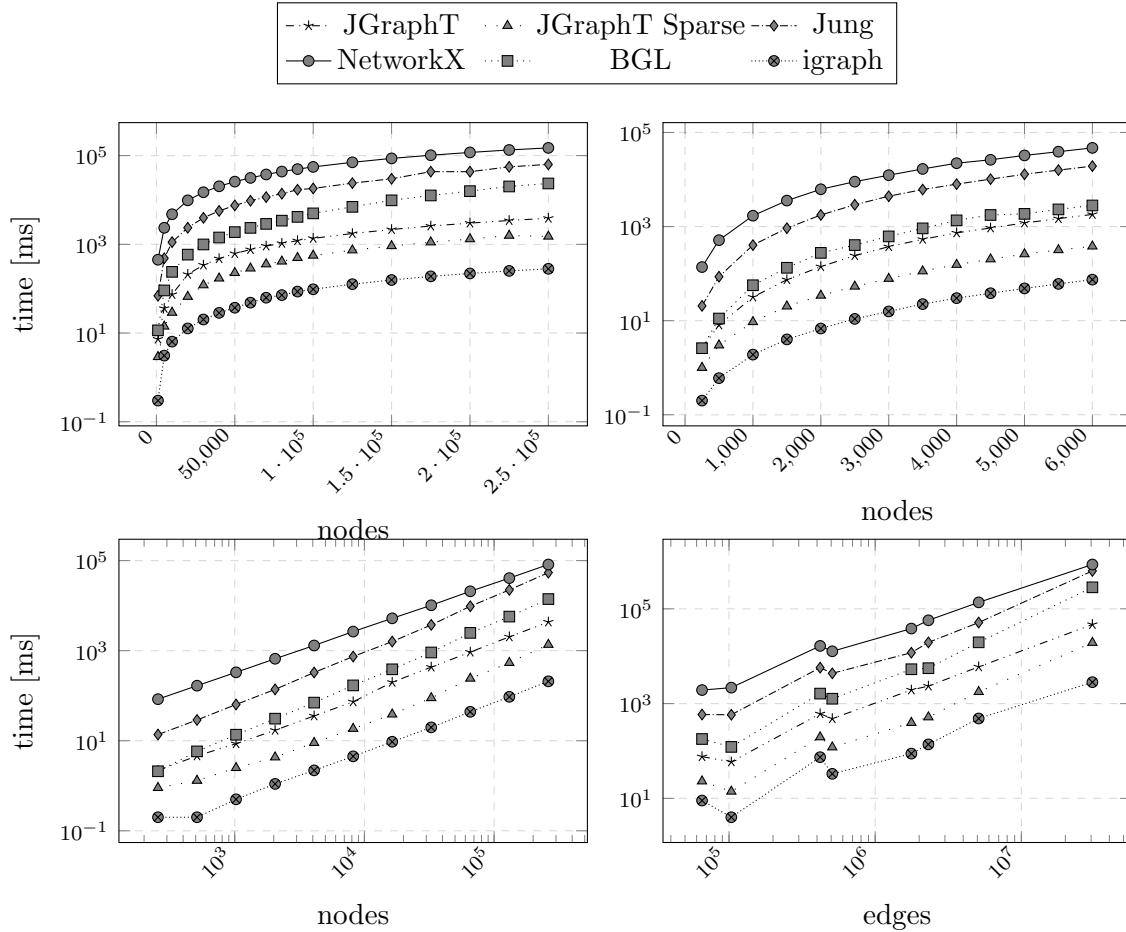 JGraphT JGraphT Sparse Jung
NetworkX BGL igraph
10^5
10^3
10^1
10^−1
time [ms]
0
50,000
1 · 10^5
1.5 · 10^5
2 · 10^5
2.5 · 10^5
nodes
10^5
10^3
10^1
10^−1
0
1,000
2,000
3,000
4,000
5,000
6,000
nodes
10^5
10^3
10^1
10^−1
time [ms]
10^3
10^4
10^5
nodes
10^5
10^3
10^1
10^5
10^6
10^7
edges